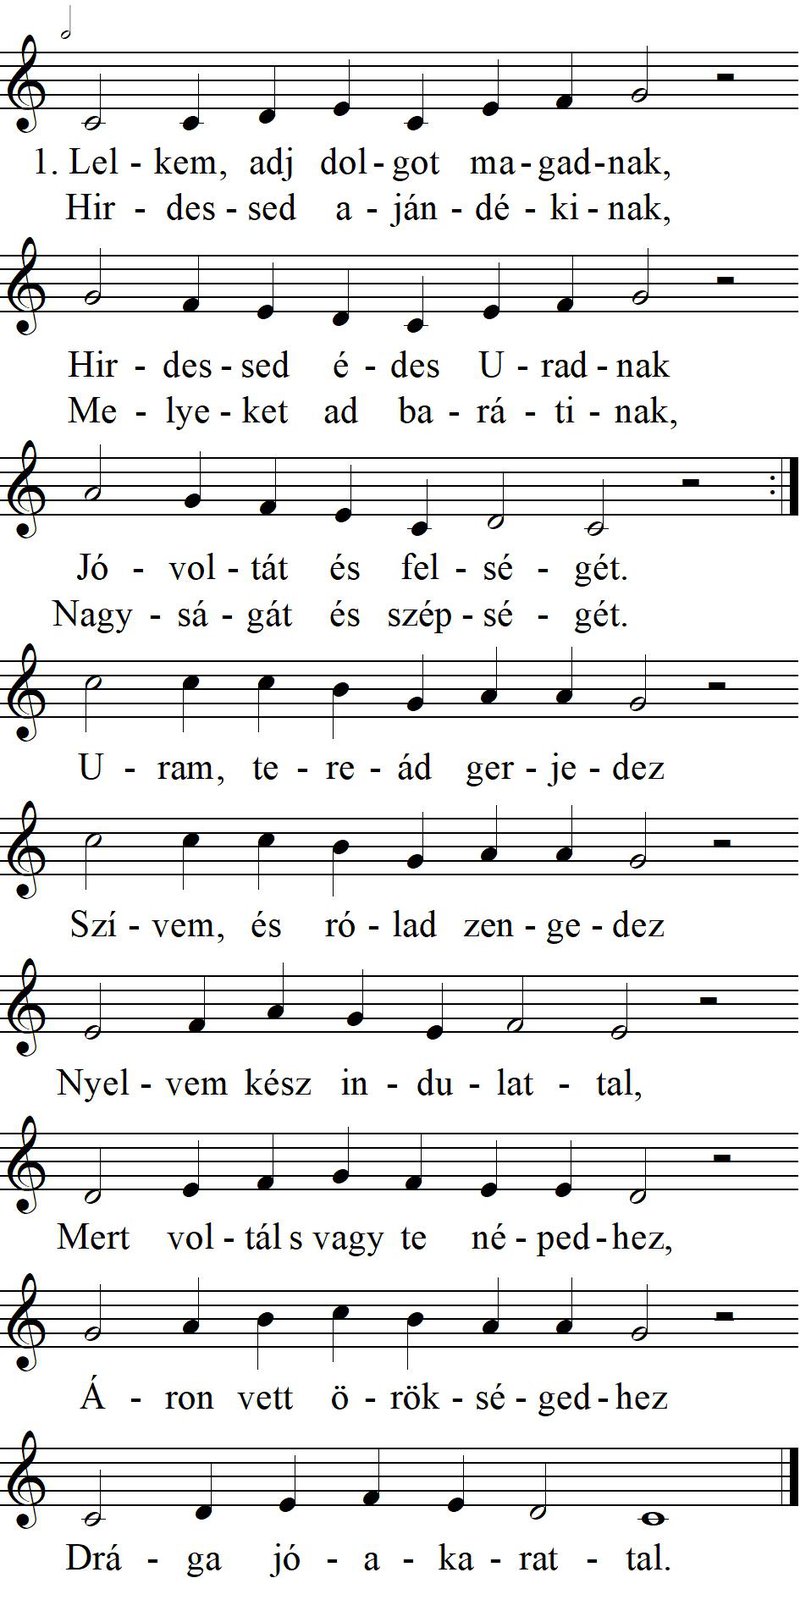 1. Lel - kem, adj dol - got ma - gad - nak,
Hir - des - sed a - ján - dé - ki - nak,
Hir - des - sed é - des U - rad - nak
Me - lye - ket ad ba - rá - ti - nak,
Jó - vol - tát és fel - sé - gét.
Nagy - sá - gát és szép - sé - gét.
U - ram, te - re - ád ger - je - dez
Szí - vem, és ró - lad zen - ge - dez
Nyel - vem kész in - du - lat - tal,
Mert vol - tál s vagy te né - ped - hez,
Á - ron vett ö - rök - sé - ged - hez
Drá - ga jó - a - ka - rat - tal.